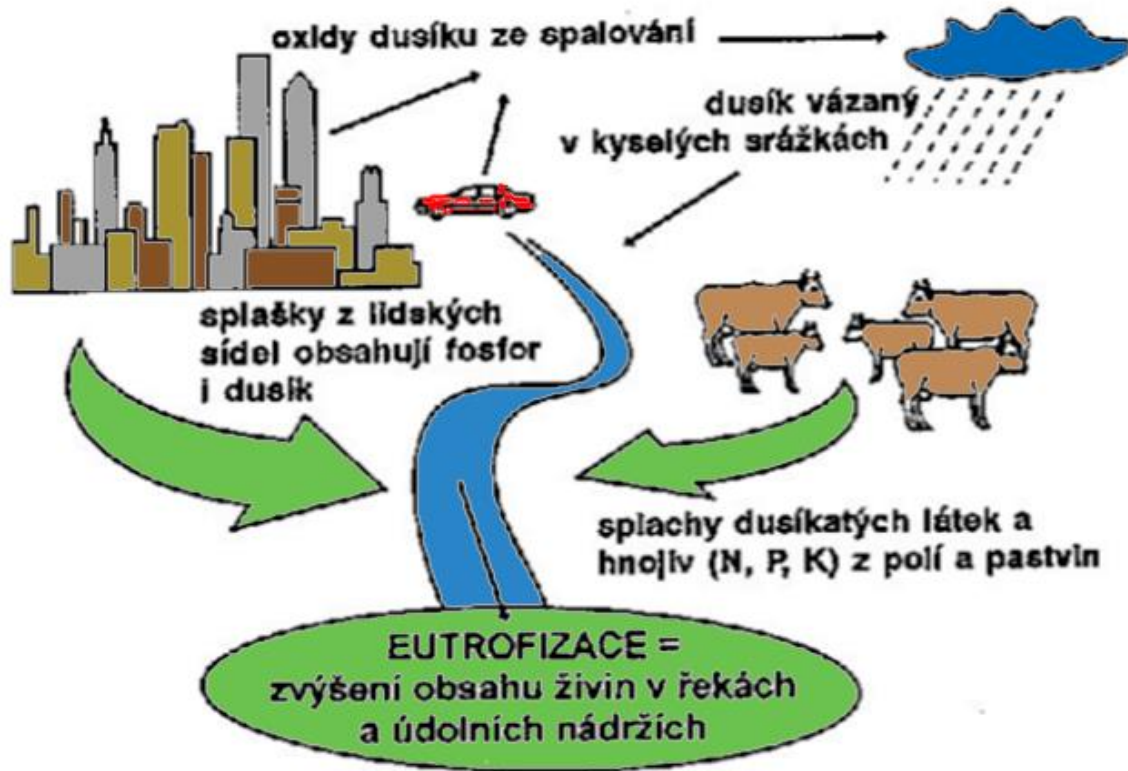 oxidy dusíku ze spalování
dusík vázaný
v kyselých srážkách
splašky z lidských
sídel obsahují fosfor
i dusik
splachy dusíkatých látek a
hnojiv (N, P, K) z polí a pastvin
EUTROFIZACE =
zvýšení obsahu živin v řekách
a údolních nádržích